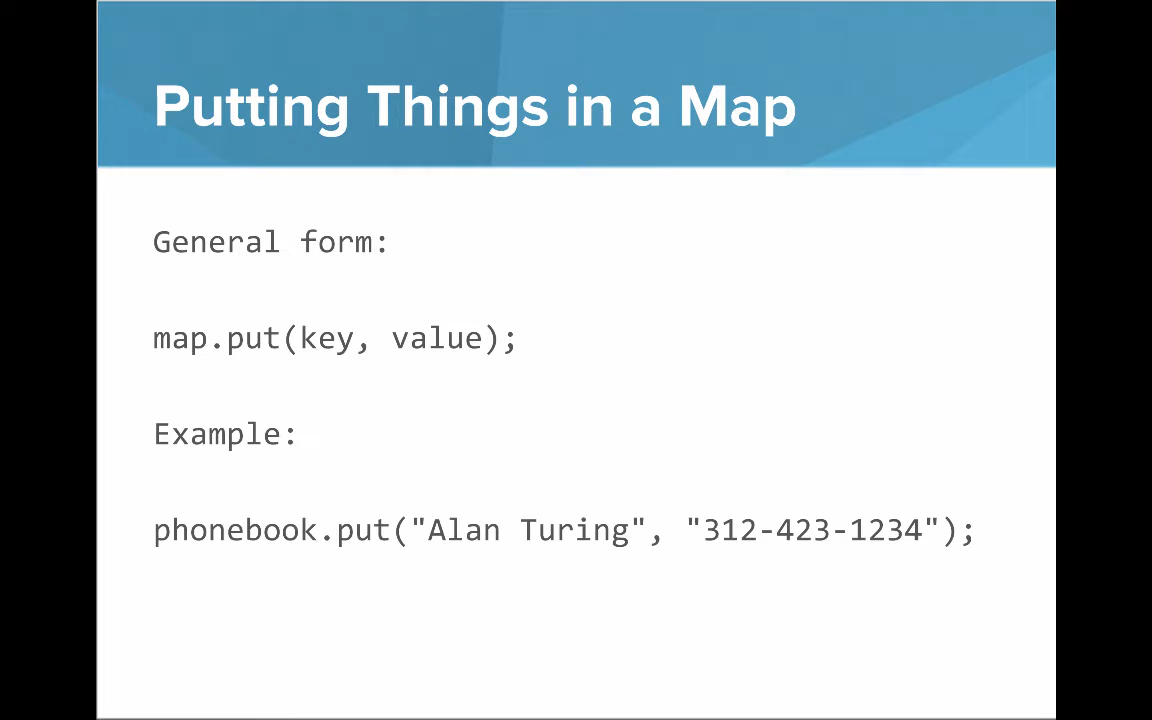 Putting Things in a Map
General form:
map.put(key, value);
Example:
phonebook.put("Alan Turing", "312-423-1234");